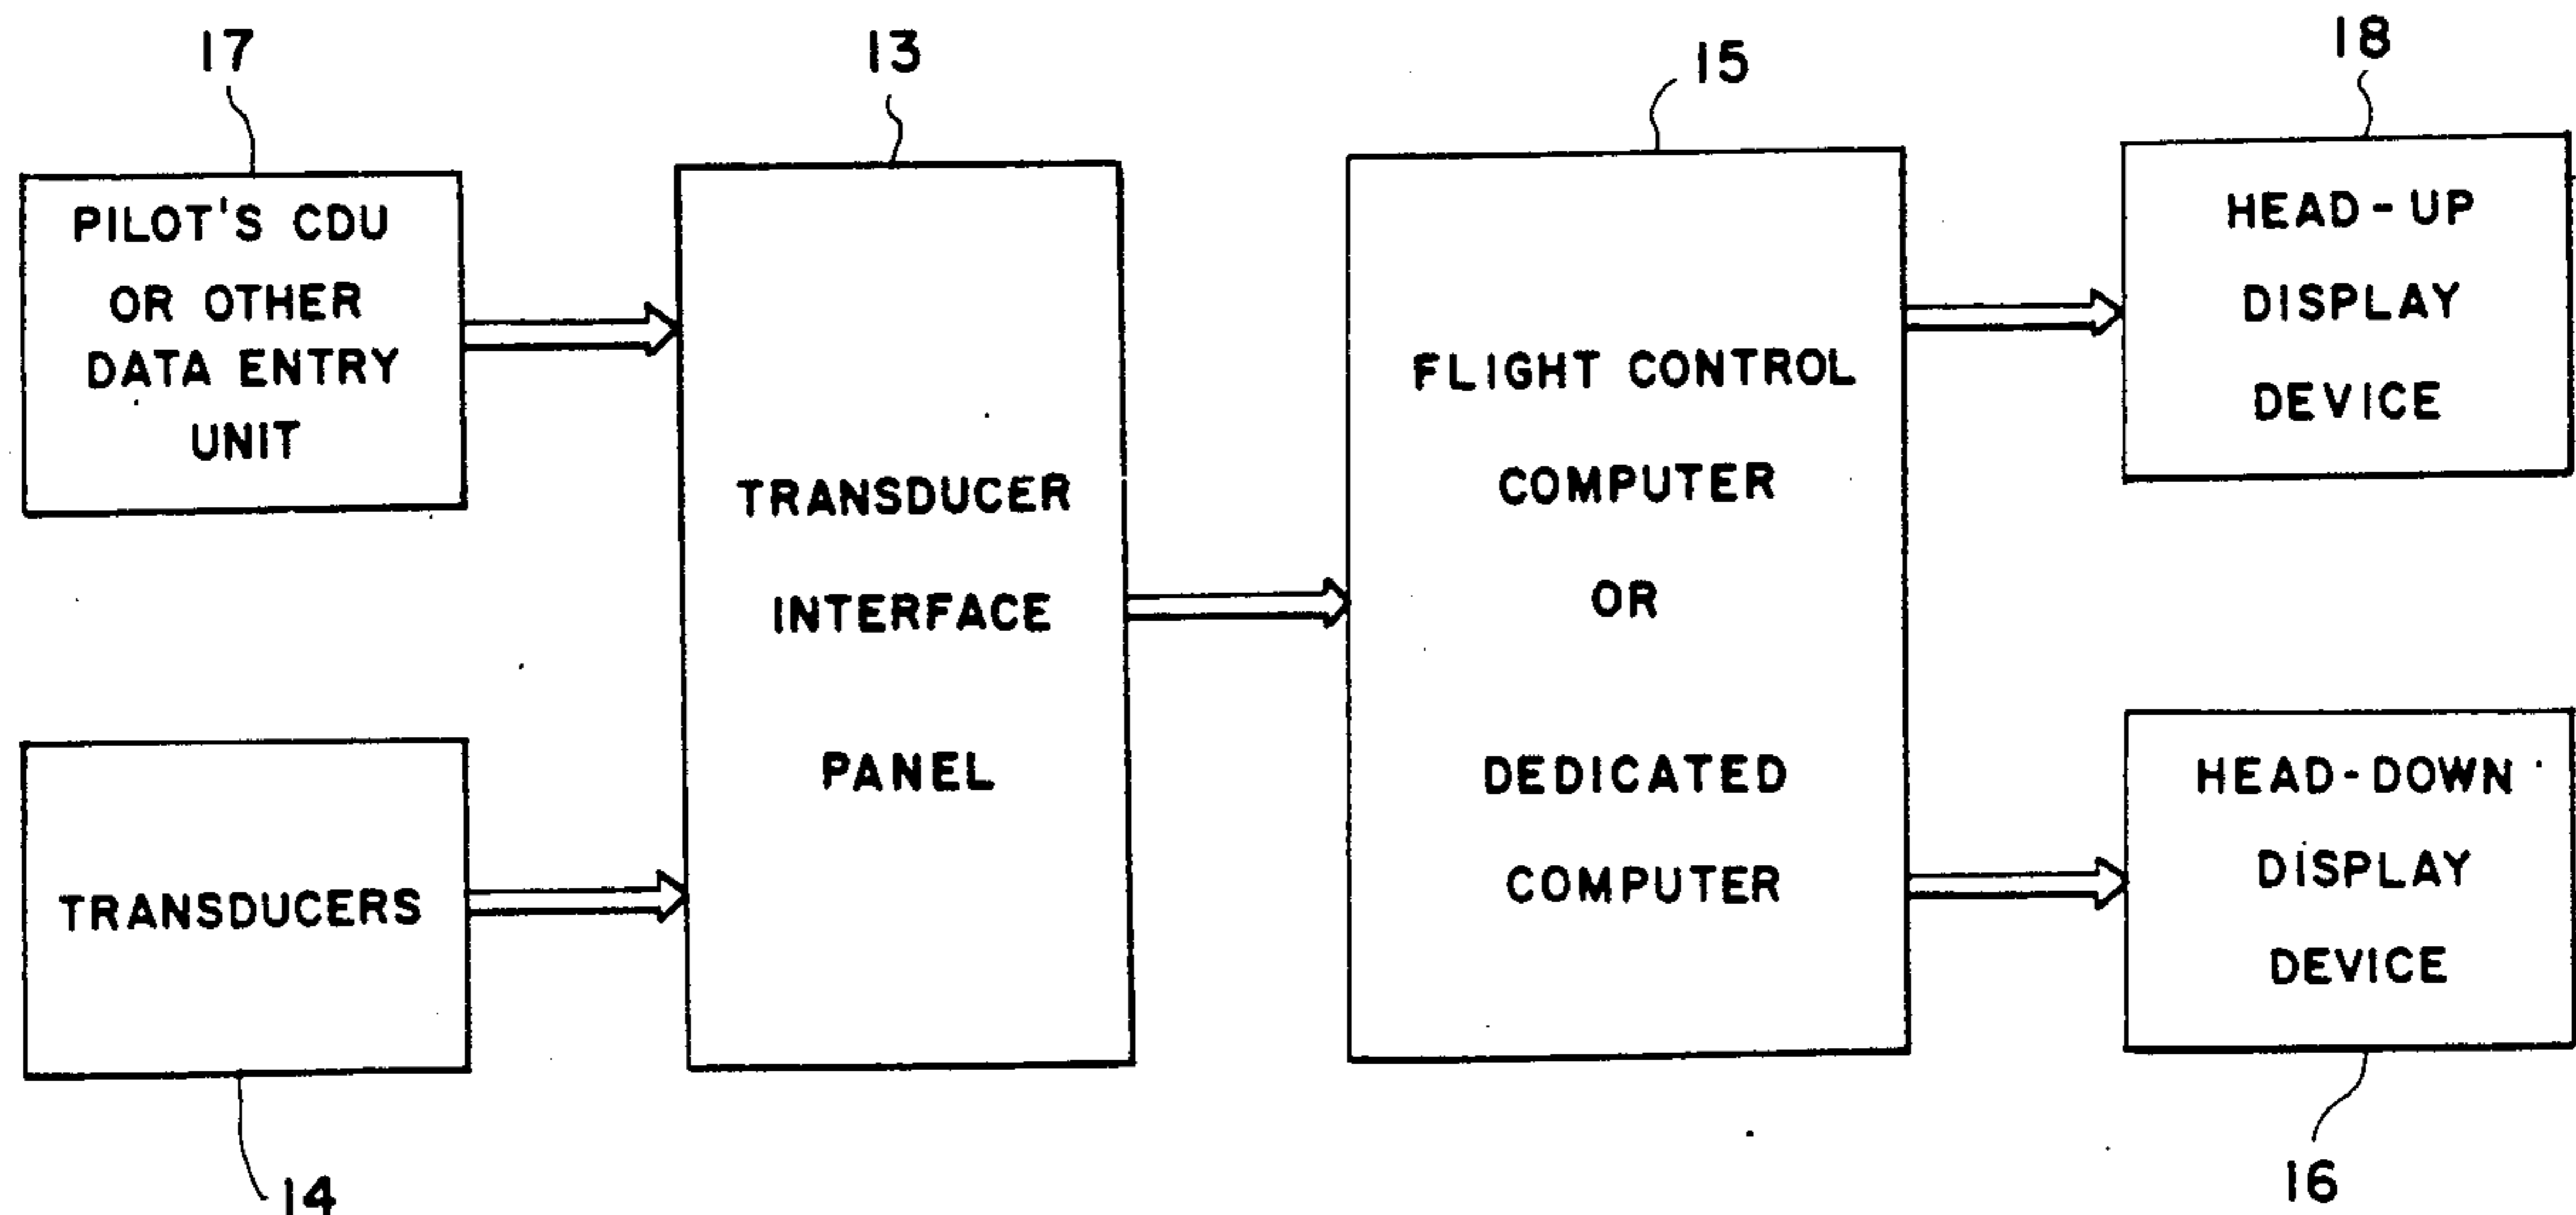 17
13
15
18
PILOT'S CDU
OR OTHER
DATA ENTRY
UNIT
TRANSDUCER
INTERFACE
PANEL
FLIGHT CONTROL
COMPUTER
OR
DEDICATED
COMPUTER
HEAD-UP
DISPLAY
DEVICE
TRANSDUCERS
HEAD-DOWN
DISPLAY
DEVICE
14
16